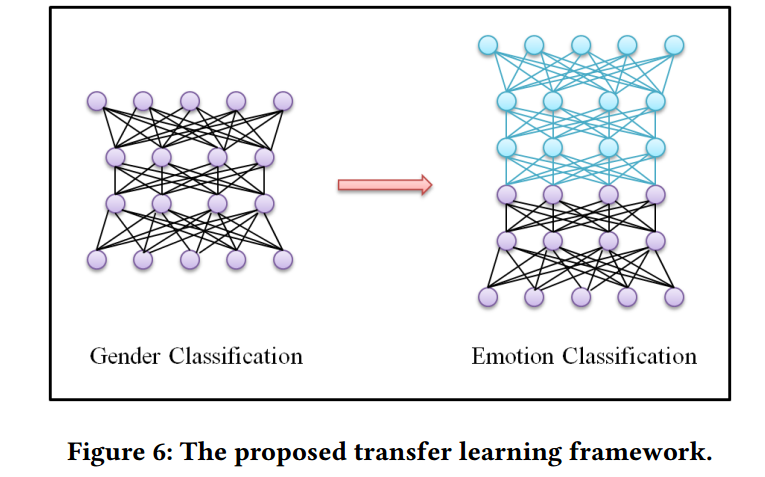 Gender Classification
Emotion Classification
Figure 6: The proposed transfer learning framework.